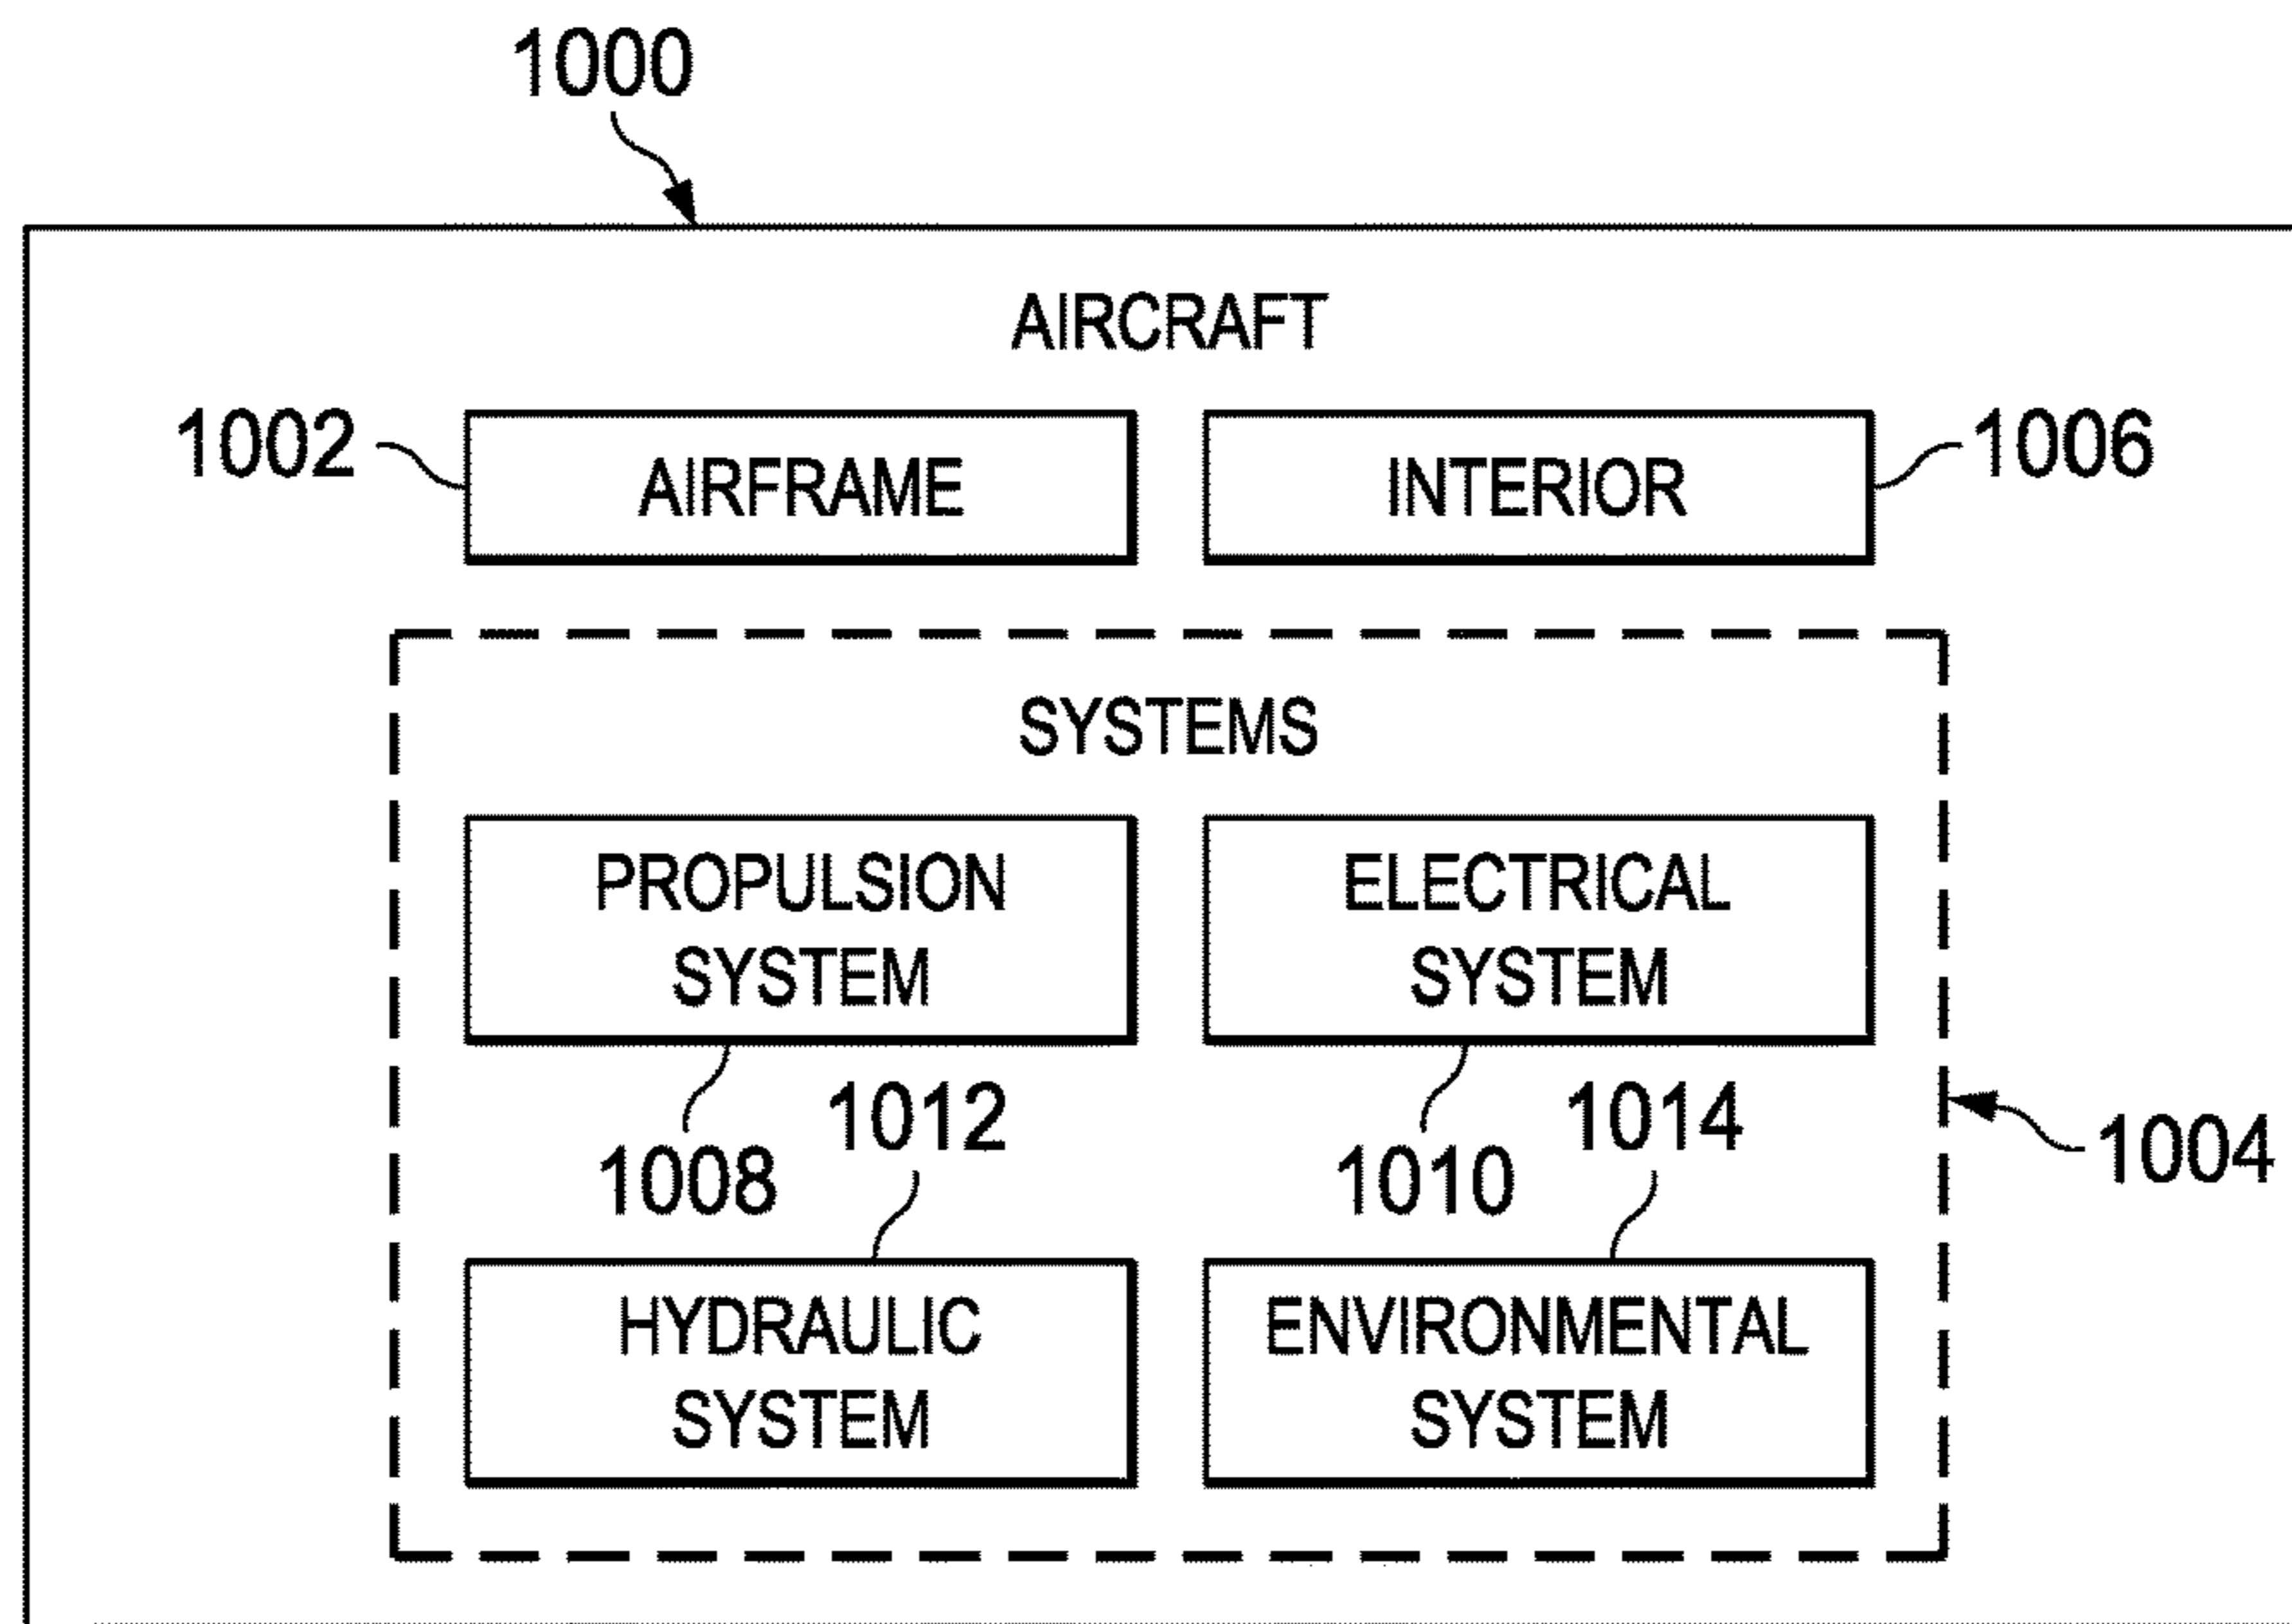 1000
AIRCRAFT
1002
AIRFRAME
INTERIOR
1006
SYSTEMS
PROPULSION
SYSTEM
ELECTRICAL
SYSTEM
1008
1012
1010
1014
1004
HYDRAULIC
SYSTEM
ENVIRONMENTAL
SYSTEM